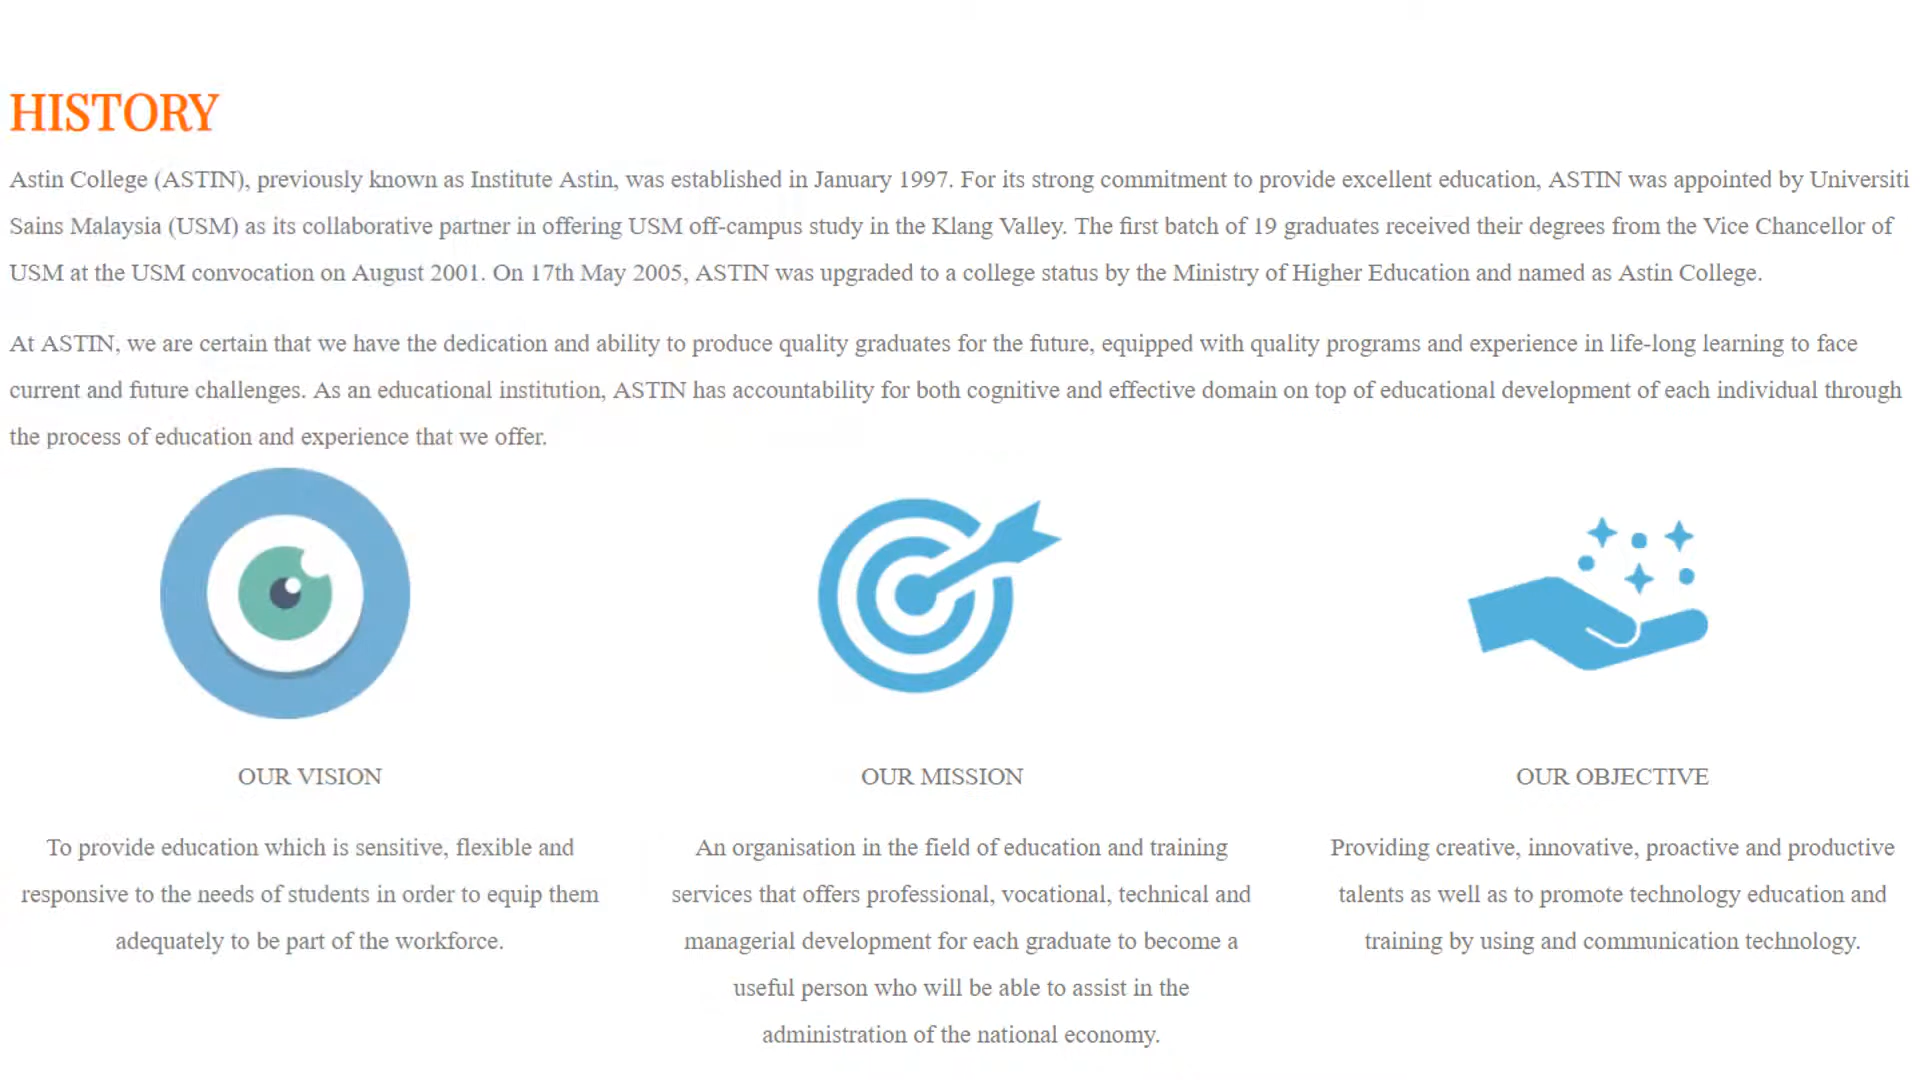 HISTORY
Astin College (ASTIN), previously known as Institute Astin, was established in January 1997. For its strong commitment to provide excellent education, ASTIN was appointed by Universiti
Sains Malaysia (USM) as its collaborative partner in offering USM off-campus study in the Klang Valley. The first batch of 19 graduates received their degrees from the Vice Chancellor of
USM at the USM convocation on August 2001. On 17th May 2005, ASTIN was upgraded to a college status by the Ministry of Higher Education and named as Astin College.
At ASTIN, we are certain that we have the dedication and ability to produce quality graduates for the future, equipped with quality programs and experience in life-long learning to face
current and future challenges. As an educational institution, ASTIN has accountability for both cognitive and effective domain on top of educational development of each individual through
the process of education and experience that we offer.
OUR VISION
To provide education which is sensitive, flexible and
responsive to the needs of students in order to equip them
adequately to be part of the workforce.
OUR MISSION
An organisation in the field of education and training
services that offers professional, vocational, technical and
managerial development for each graduate to become a
useful person who will be able to assist in the
administration of the national economy.
OUR OBJECTIVE
Providing creative, innovative, proactive and productive
talents as well as to promote technology education and
training by using and communication technology.